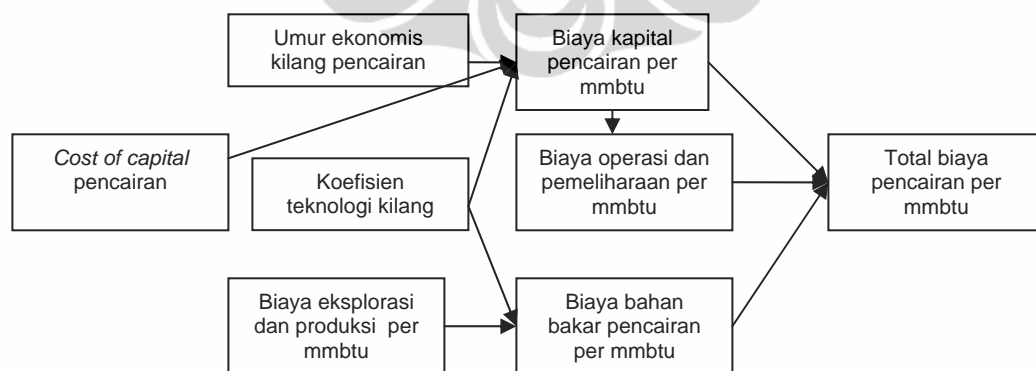 Umur ekonomis
kilang pencairan
Biaya kapital
pencairan per
mmbtu
Cost of capital
pencairan
Koefisien
teknologi kilang
Biaya operasi dan
pemeliharaan per
mmbtu
Total biaya
pencairan per
mmbtu
Biaya eksplorasi
dan produksi per
mmbtu
Biaya bahan
bakar pencairan
per mmbtu